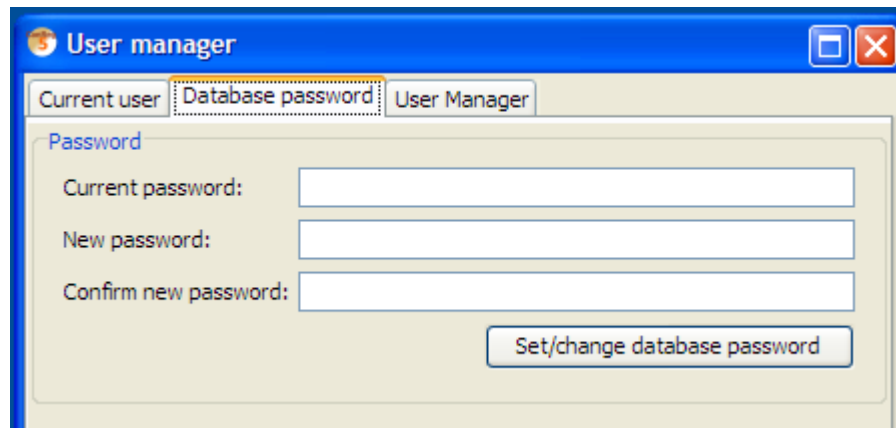 User manager
Current user Database password User Manager
Password
Current password:
New password:
Confirm new password:
Set/change database password